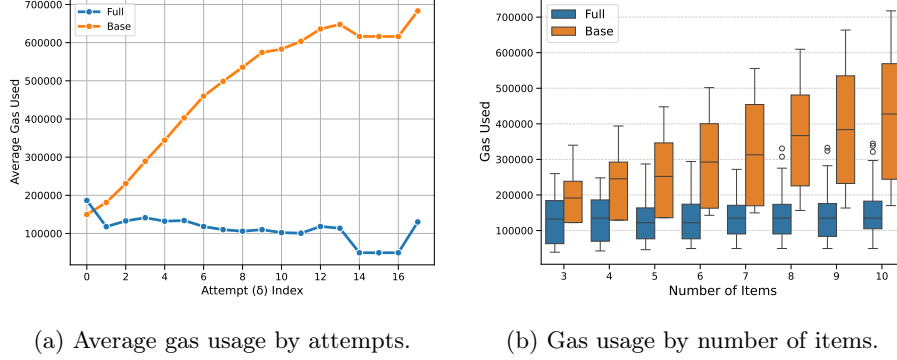 700000
600000
500000
400000
300000
200000
100000
Average Gas Used
Full
Base
0 2 4 6 8 10 12 14 16
Attempt (δ) Index
700000
600000
500000
400000
300000
200000
100000
Gas Used
Full
Base
3 4 5 6 7 8 9 10
Number of Items
(a) Average gas usage by attempts.
(b) Gas usage by number of items.